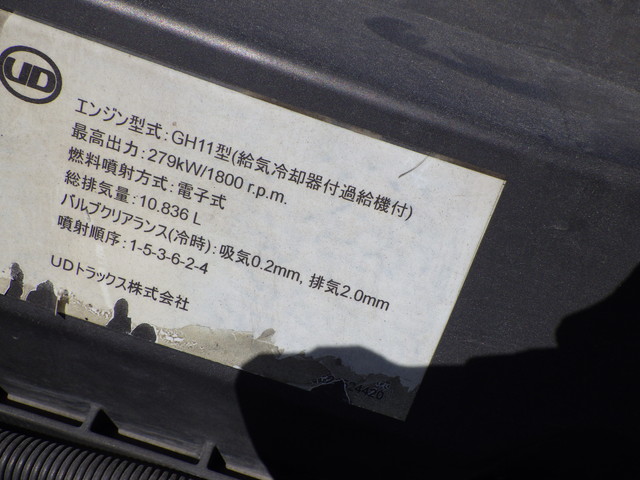 UD
エンジン型式:GH11型(給気冷却器付過給機付)
最高出力:279kW/1800 r.p.m.
燃料噴射方式:電子式
総排気量:10.836 L
バルブクリアランス(冷時):吸気0.2mm, 排気2.0mm
噴射順序:1-5-3-6-2-4
UDトラックス株式会社